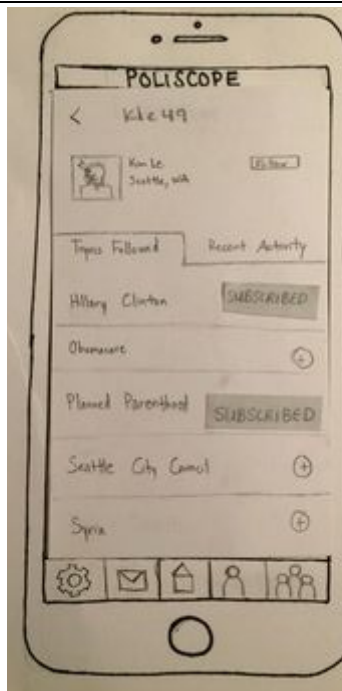 POLISCOPE
< kle49
Kim Le
Seattle, WA
Follow
Topics Followed Recent Activity
Hillary Clinton SUBSCRIBED
Obamacare +
Planned Parenthood SUBSCRIBED
Seattle City Council +
Syria +